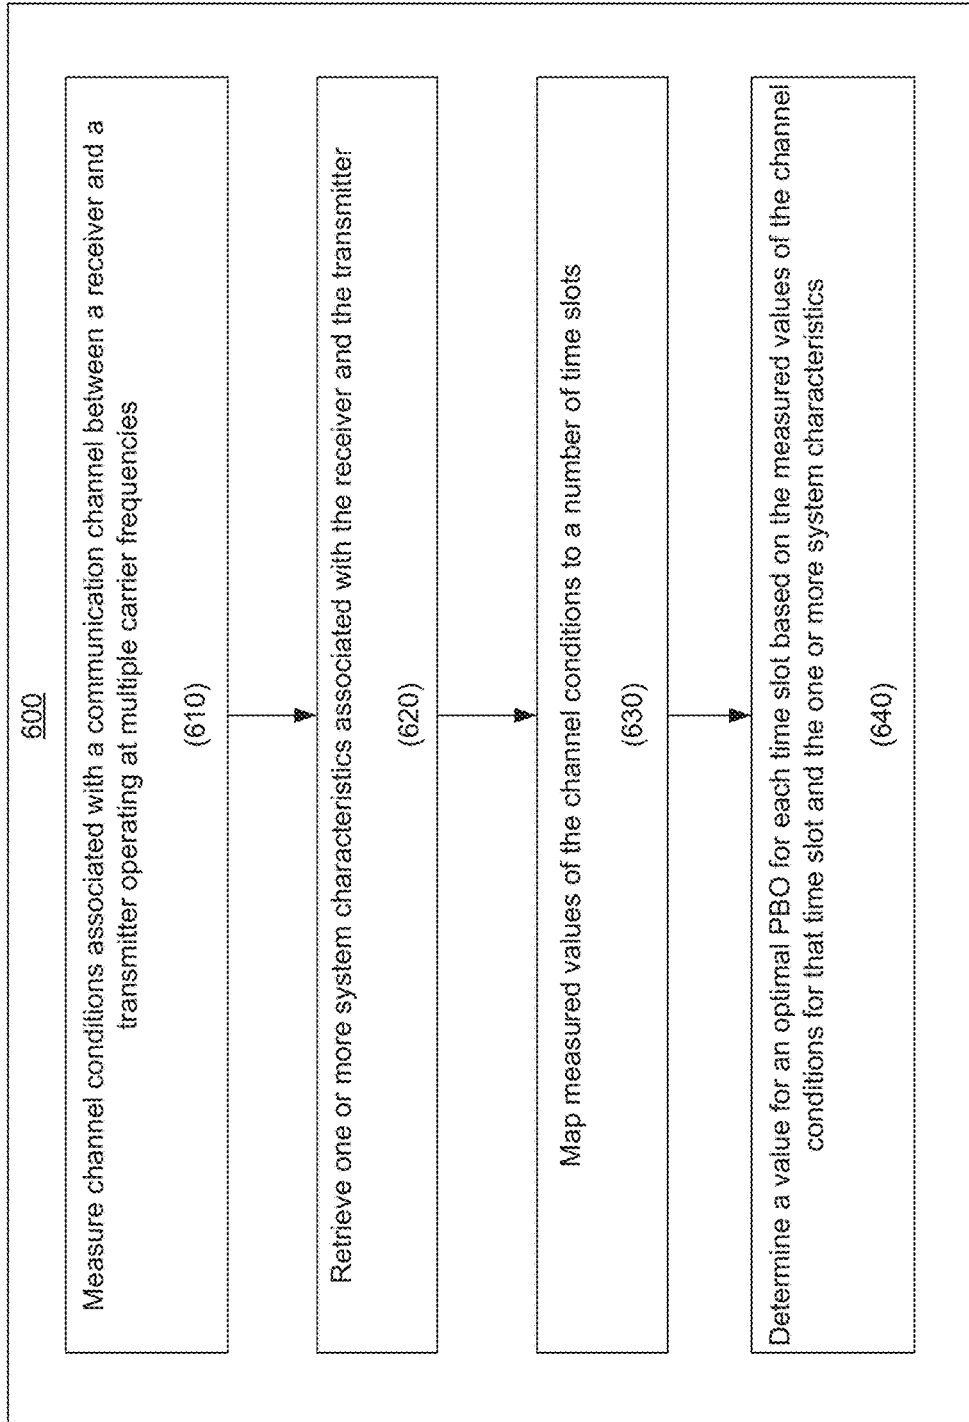 600
Measure channel conditions associated with a communication channel between a receiver and a
transmitter operating at multiple carrier frequencies
(610)
Retrieve one or more system characteristics associated with the receiver and the transmitter
(620)
Map measured values of the channel conditions to a number of time slots
(630)
Determine a value for an optimal PBO for each time slot based on the measured values of the channel
conditions for that time slot and the one or more system characteristics
(640)